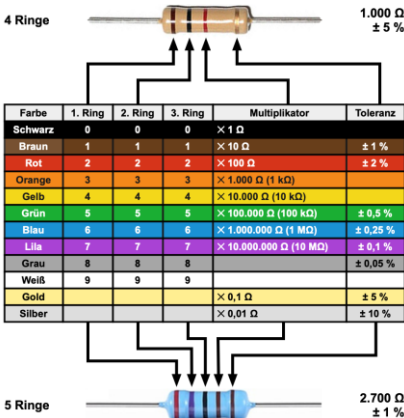 4 Ringe
1.000 Ω
± 5 %
Farbe 1. Ring 2. Ring 3. Ring Multiplikator Toleranz
Schwarz 0 0 0 × 1 Ω
Braun 1 1 1 × 10 Ω ± 1 %
Rot 2 2 2 × 100 Ω ± 2 %
Orange 3 3 3 × 1.000 Ω (1 kΩ)
Gelb 4 4 4 × 10.000 Ω (10 kΩ)
Grün 5 5 5 × 100.000 Ω (100 kΩ) ± 0,5 %
Blau 6 6 6 × 1.000.000 Ω (1 MΩ) ± 0,25 %
Lila 7 7 7 × 10.000.000 Ω (10 MΩ) ± 0,1 %
Grau 8 8 8 ± 0,05 %
Weiß 9 9 9
Gold × 0,1 Ω ± 5 %
Silber × 0,01 Ω ± 10 %
5 Ringe
2.700 Ω
± 1 %